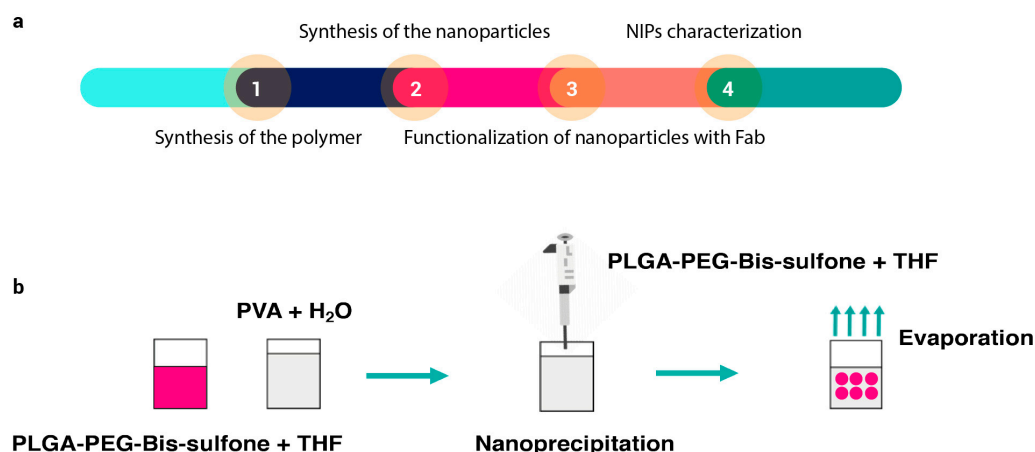 a
Synthesis of the nanoparticles
NIPs characterization
1
2
3
4
Synthesis of the polymer
Functionalization of nanoparticles with Fab
b
PLGA-PEG-Bis-sulfone + THF
PVA + H₂O
Evaporation
PLGA-PEG-Bis-sulfone + THF
Nanoprecipitation